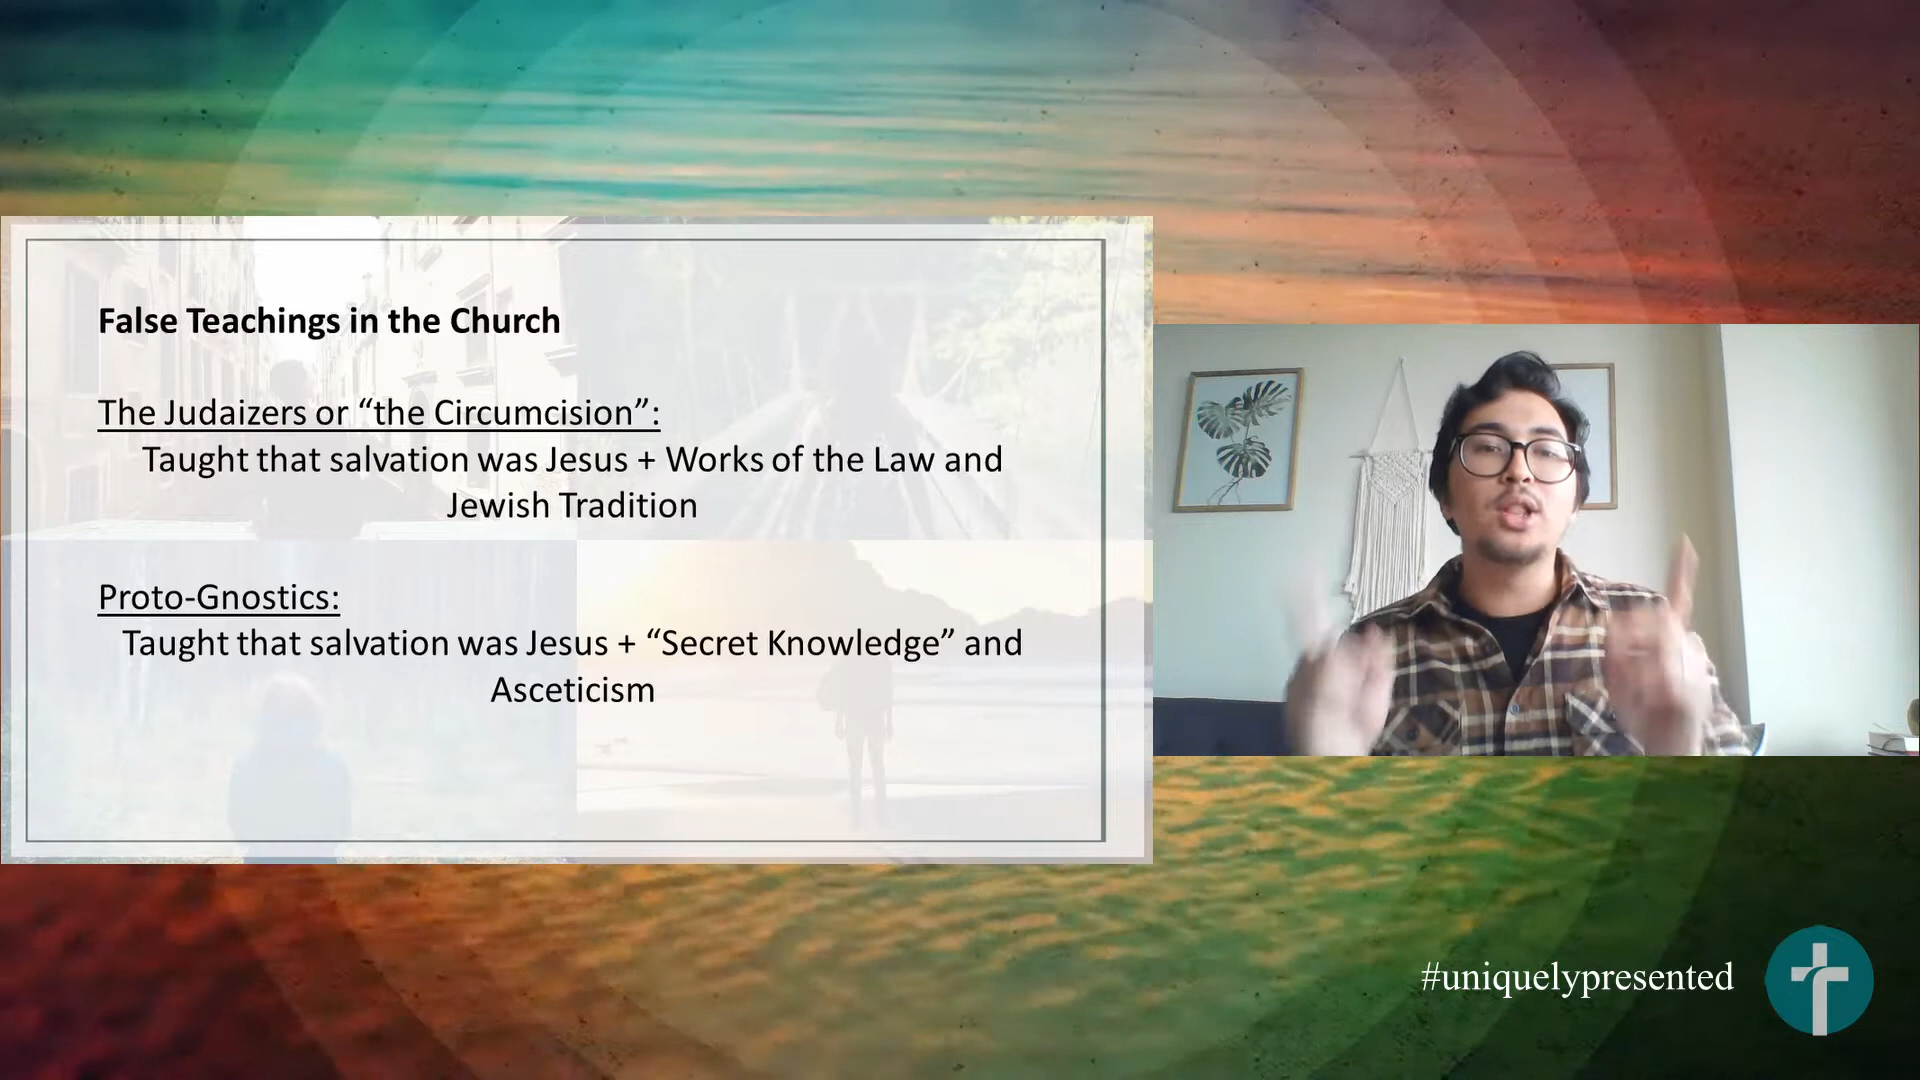 False Teachings in the Church
The Judaizers or “the Circumcision”:
Taught that salvation was Jesus + Works of the Law and
Jewish Tradition
Proto-Gnostics:
Taught that salvation was Jesus + “Secret Knowledge” and
Asceticism
#uniquelypresented